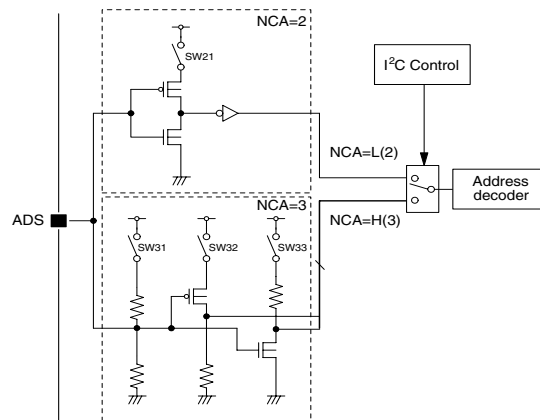 NCA=2
SW21
I²C Control
NCA=L(2)
Address
decoder
ADS
NCA=3
NCA=H(3)
SW31
SW32
SW33